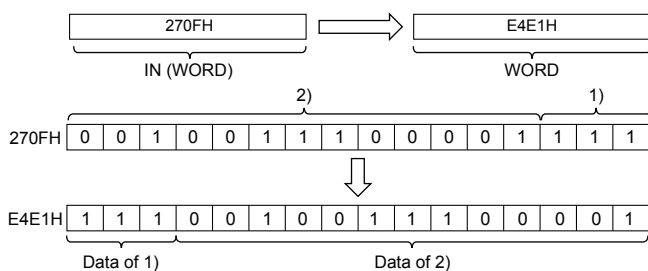 270FH E4E1H
IN (WORD) WORD
2) 1)
270FH 0 0 1 0 0 1 1 1 0 0 0 0 1 1 1 1
E4E1H 1 1 1 0 0 1 0 0 1 1 1 0 0 0 0 1
Data of 1) Data of 2)